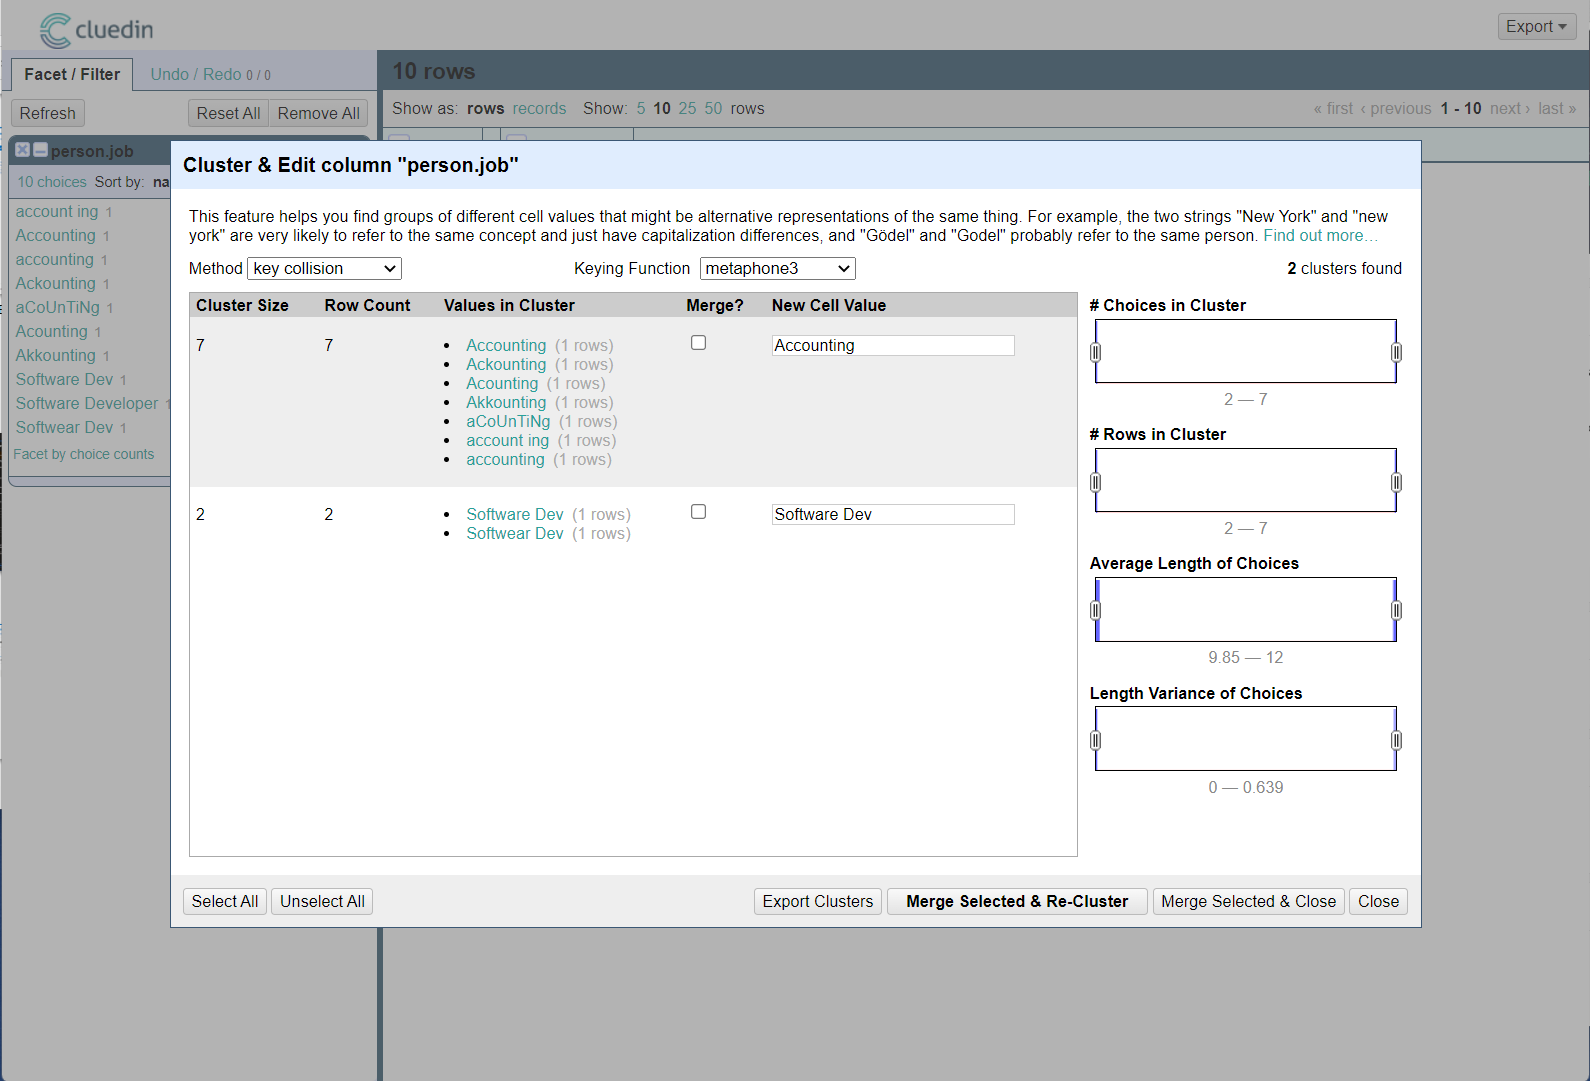 cluedin
Export
Facet / Filter
Undo / Redo 0 / 0
10 rows
Refresh
Reset All
Remove All
Show as: rows records Show: 5 10 25 50 rows
« first ‹ previous 1 - 10 next › last »
person.job
10 choices Sort by: na
account ing 1
Accounting 1
accounting 1
Ackounting 1
aCoUnTiNg 1
Acounting 1
Akkounting 1
Software Dev 1
Software Developer 1
Softwear Dev 1
Facet by choice counts
Cluster & Edit column "person.job"
This feature helps you find groups of different cell values that might be alternative representations of the same thing. For example, the two strings "New York" and "new
york" are very likely to refer to the same concept and just have capitalization differences, and "Gödel" and "Godel" probably refer to the same person. Find out more…
Method key collision
Keying Function metaphone3
2 clusters found
Cluster Size Row Count Values in Cluster Merge? New Cell Value
7 7
Accounting (1 rows)
Ackounting (1 rows)
Acounting (1 rows)
Akkounting (1 rows)
aCoUnTiNg (1 rows)
account ing (1 rows)
accounting (1 rows)
Accounting
2 2
Software Dev (1 rows)
Softwear Dev (1 rows)
Software Dev
# Choices in Cluster
2 — 7
# Rows in Cluster
2 — 7
Average Length of Choices
9.85 — 12
Length Variance of Choices
0 — 0.639
Select All
Unselect All
Export Clusters
Merge Selected & Re-Cluster
Merge Selected & Close
Close